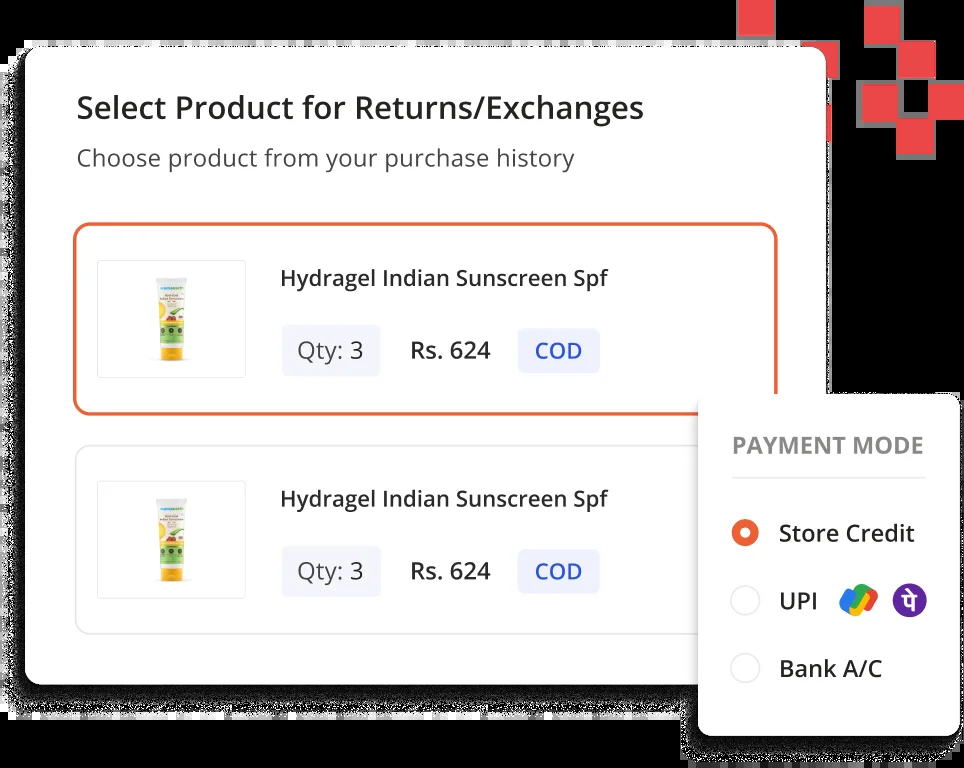 Select Product for Returns/Exchanges
Choose product from your purchase history
Hydragel Indian Sunscreen Spf
Qty: 3 Rs. 624 COD
Hydragel Indian Sunscreen Spf
Qty: 3 Rs. 624 COD
PAYMENT MODE
Store Credit
UPI पे
Bank A/C